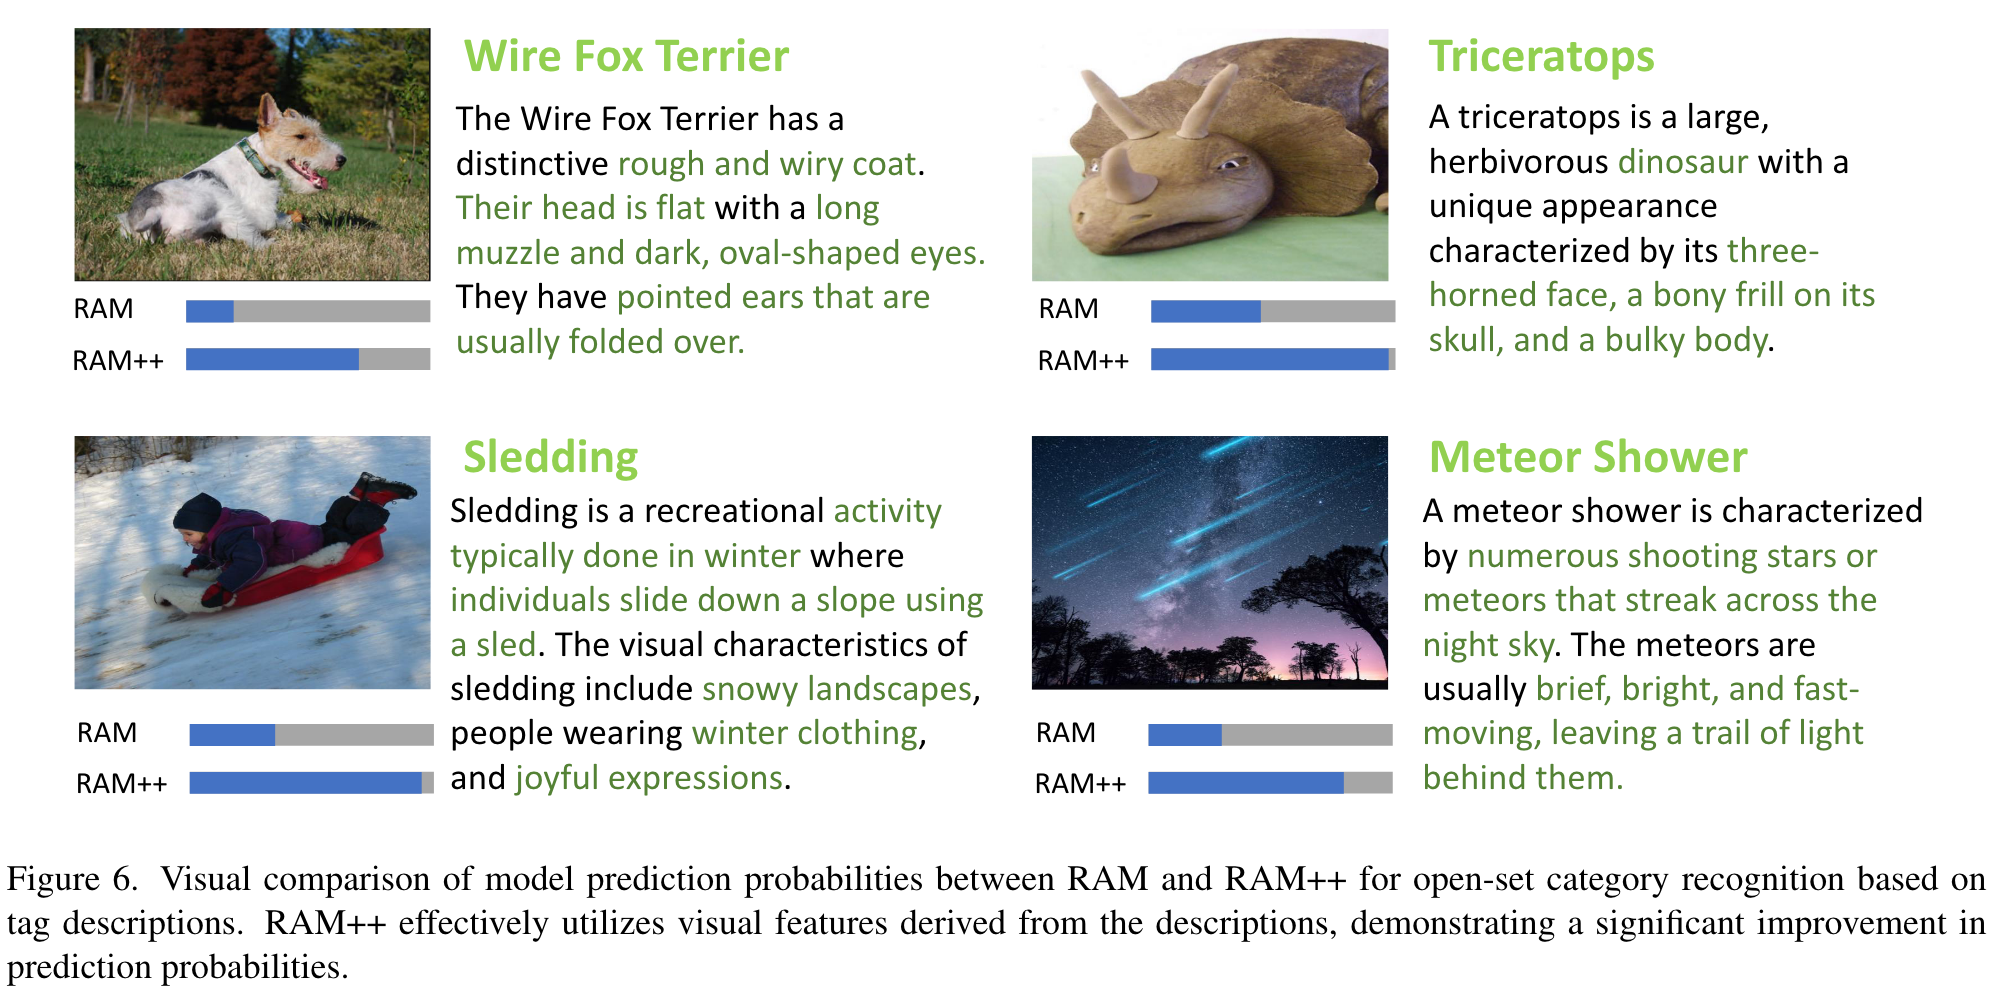 Wire Fox Terrier
The Wire Fox Terrier has a
distinctive rough and wiry coat.
Their head is flat with a long
muzzle and dark, oval-shaped eyes.
They have pointed ears that are
usually folded over.
RAM
RAM++
Triceratops
A triceratops is a large,
herbivorous dinosaur with a
unique appearance
characterized by its three-
horned face, a bony frill on its
skull, and a bulky body.
RAM
RAM++
Sledding
Sledding is a recreational activity
typically done in winter where
individuals slide down a slope using
a sled. The visual characteristics of
sledding include snowy landscapes,
people wearing winter clothing,
and joyful expressions.
RAM
RAM++
Meteor Shower
A meteor shower is characterized
by numerous shooting stars or
meteors that streak across the
night sky. The meteors are
usually brief, bright, and fast-
moving, leaving a trail of light
behind them.
RAM
RAM++
Figure 6. Visual comparison of model prediction probabilities between RAM and RAM++ for open-set category recognition based on
tag descriptions. RAM++ effectively utilizes visual features derived from the descriptions, demonstrating a significant improvement in
prediction probabilities.